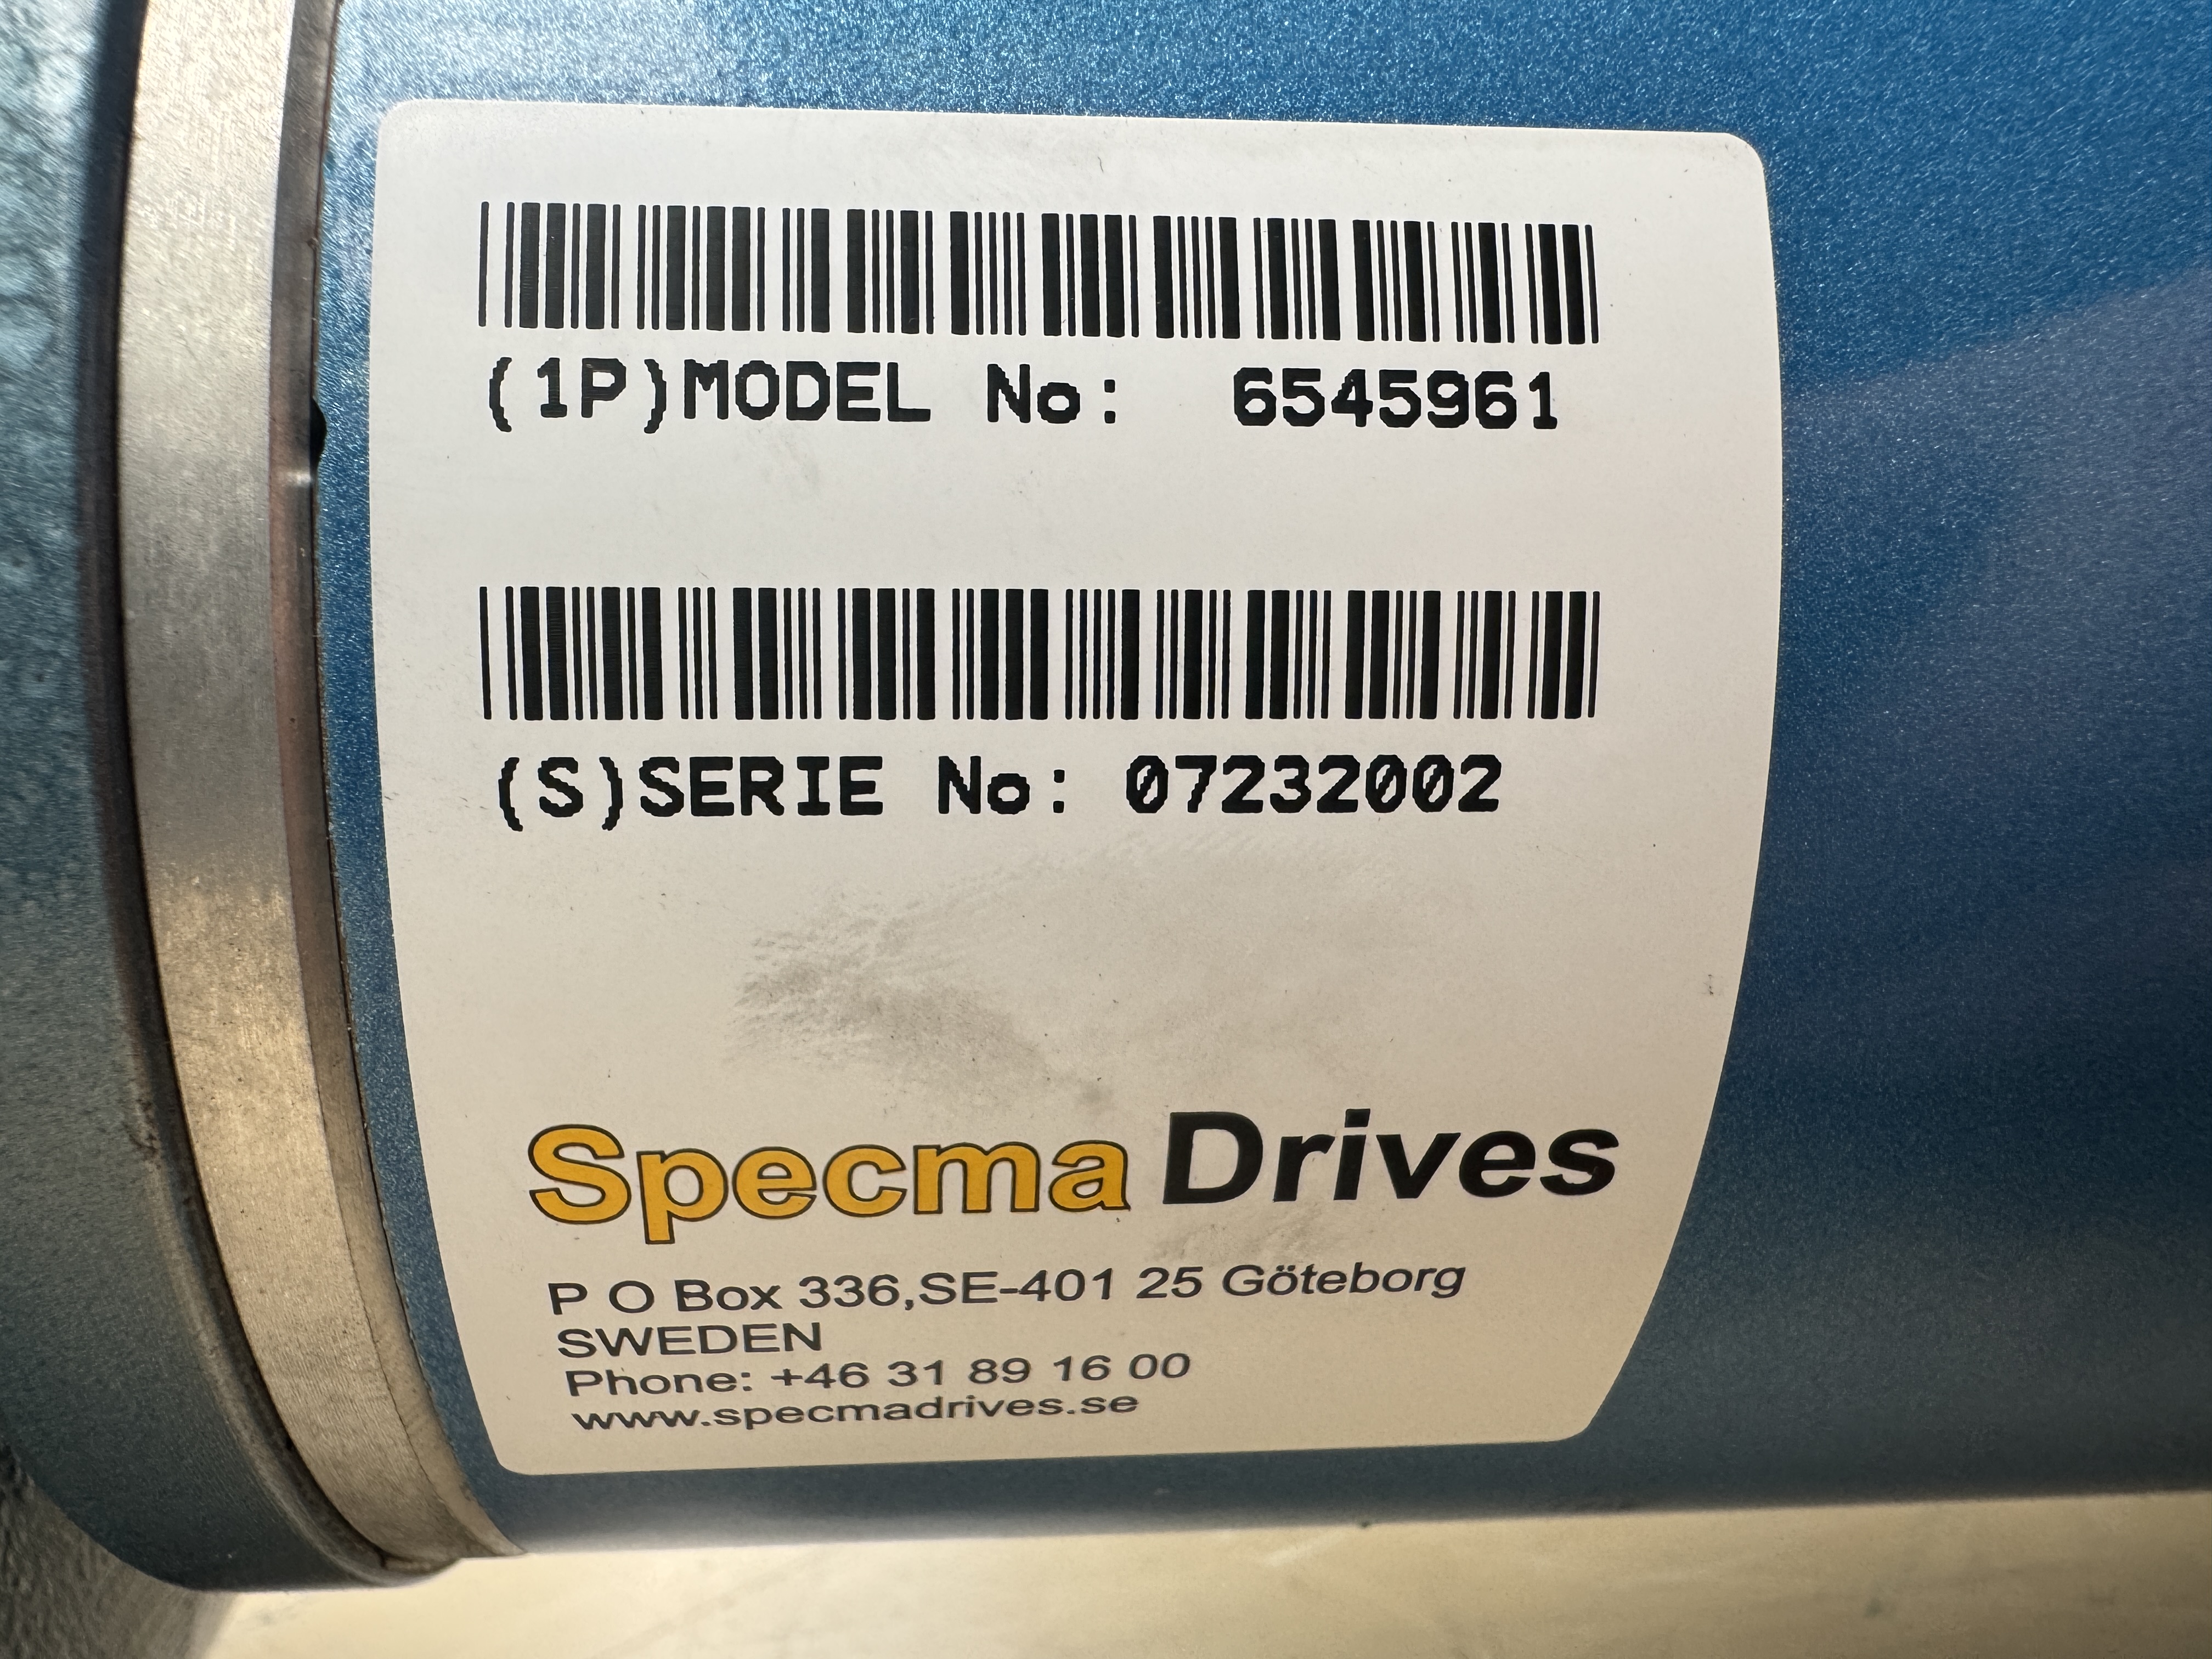 (1P)MODEL No: 6545961
(S)SERIE No: 07232002
Specma Drives
P O Box 336,SE-401 25 Göteborg
SWEDEN
Phone: +46 31 89 16 00
www.specmadrives.se